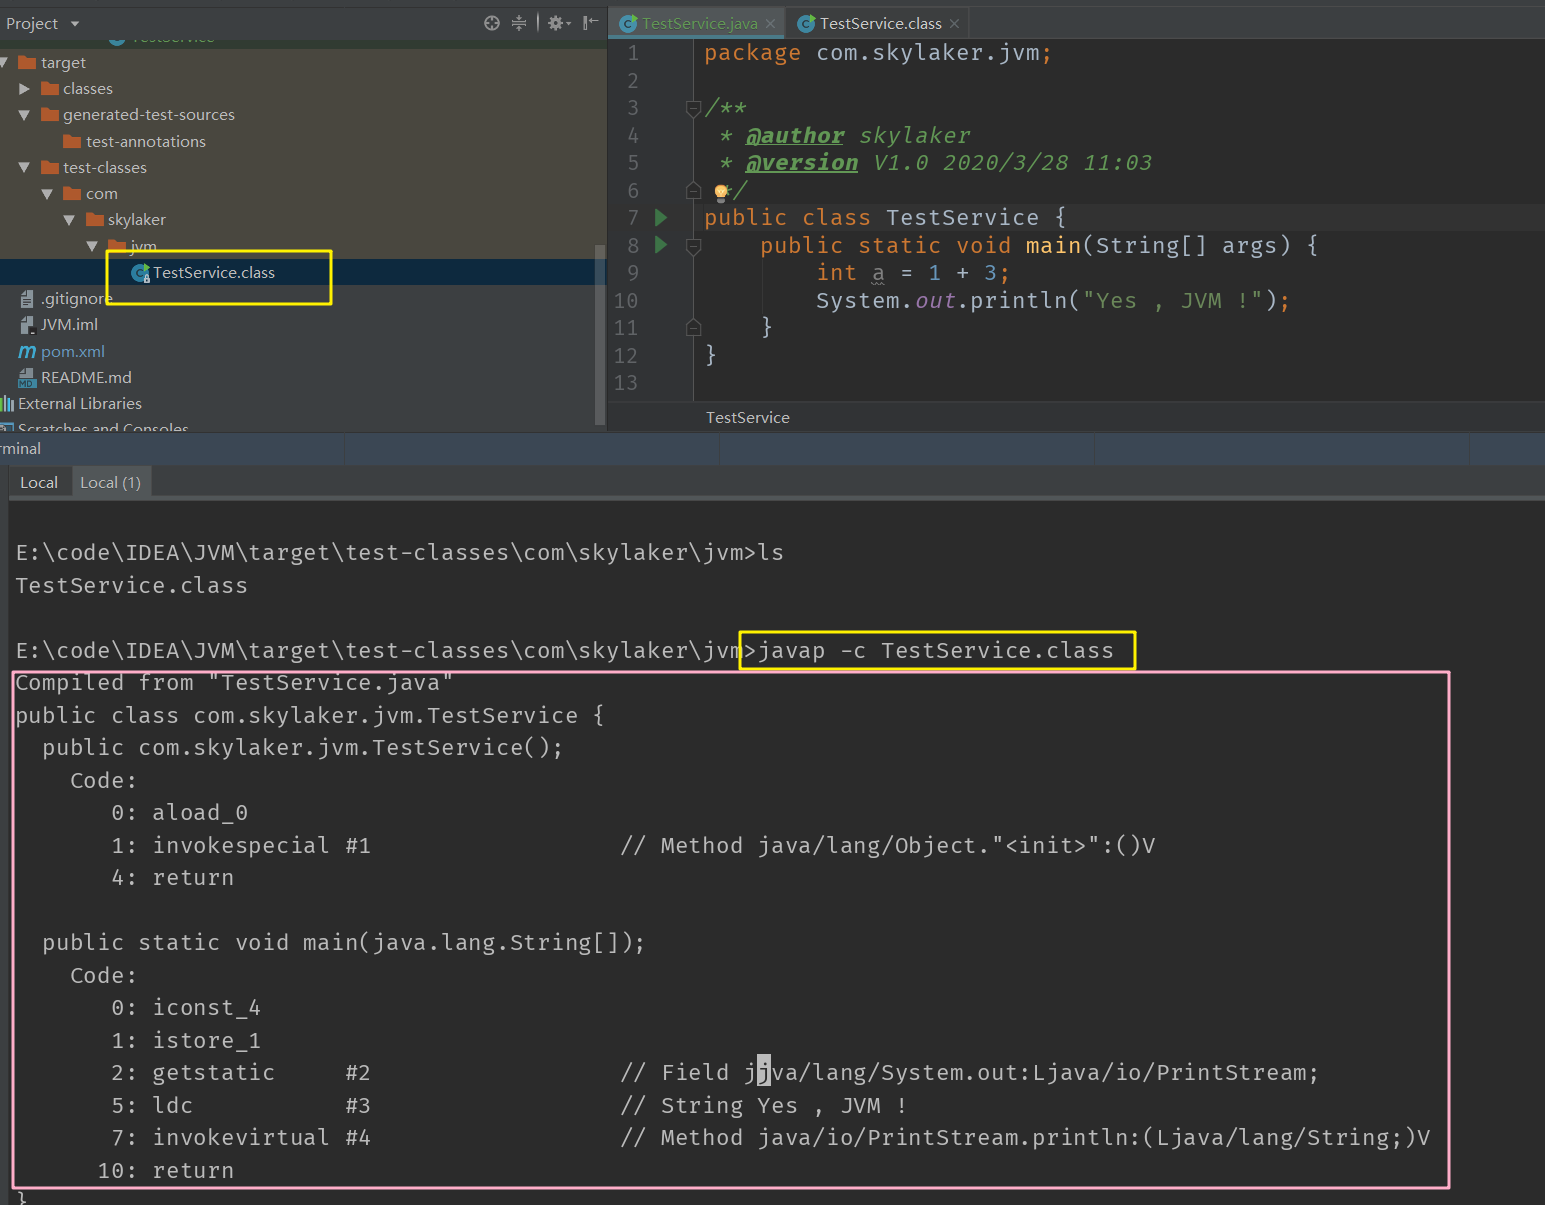 Project
TestService
target
classes
generated-test-sources
test-annotations
test-classes
com
skylaker
jvm
TestService.class
.gitignore
JVM.iml
pom.xml
README.md
External Libraries
Scratches and Consoles
TestService.java
TestService.class
1 package com.skylaker.jvm;
2
3 /**
4 * @author skylaker
5 * @version V1.0 2020/3/28 11:03
6 */
7 public class TestService {
8 public static void main(String[] args) {
9 int a = 1 + 3;
10 System.out.println("Yes , JVM !");
11 }
12 }
13
TestService
rminal
Local Local (1)
E:\code\IDEA\JVM\target\test-classes\com\skylaker\jvm>ls
TestService.class
E:\code\IDEA\JVM\target\test-classes\com\skylaker\jvm>javap -c TestService.class
Compiled from "TestService.java"
public class com.skylaker.jvm.TestService {
public com.skylaker.jvm.TestService();
Code:
0: aload_0
1: invokespecial #1 // Method java/lang/Object."<init>":()V
4: return
public static void main(java.lang.String[]);
Code:
0: iconst_4
1: istore_1
2: getstatic #2 // Field jjva/lang/System.out:Ljava/io/PrintStream;
5: ldc #3 // String Yes , JVM !
7: invokevirtual #4 // Method java/io/PrintStream.println:(Ljava/lang/String;)V
10: return
}